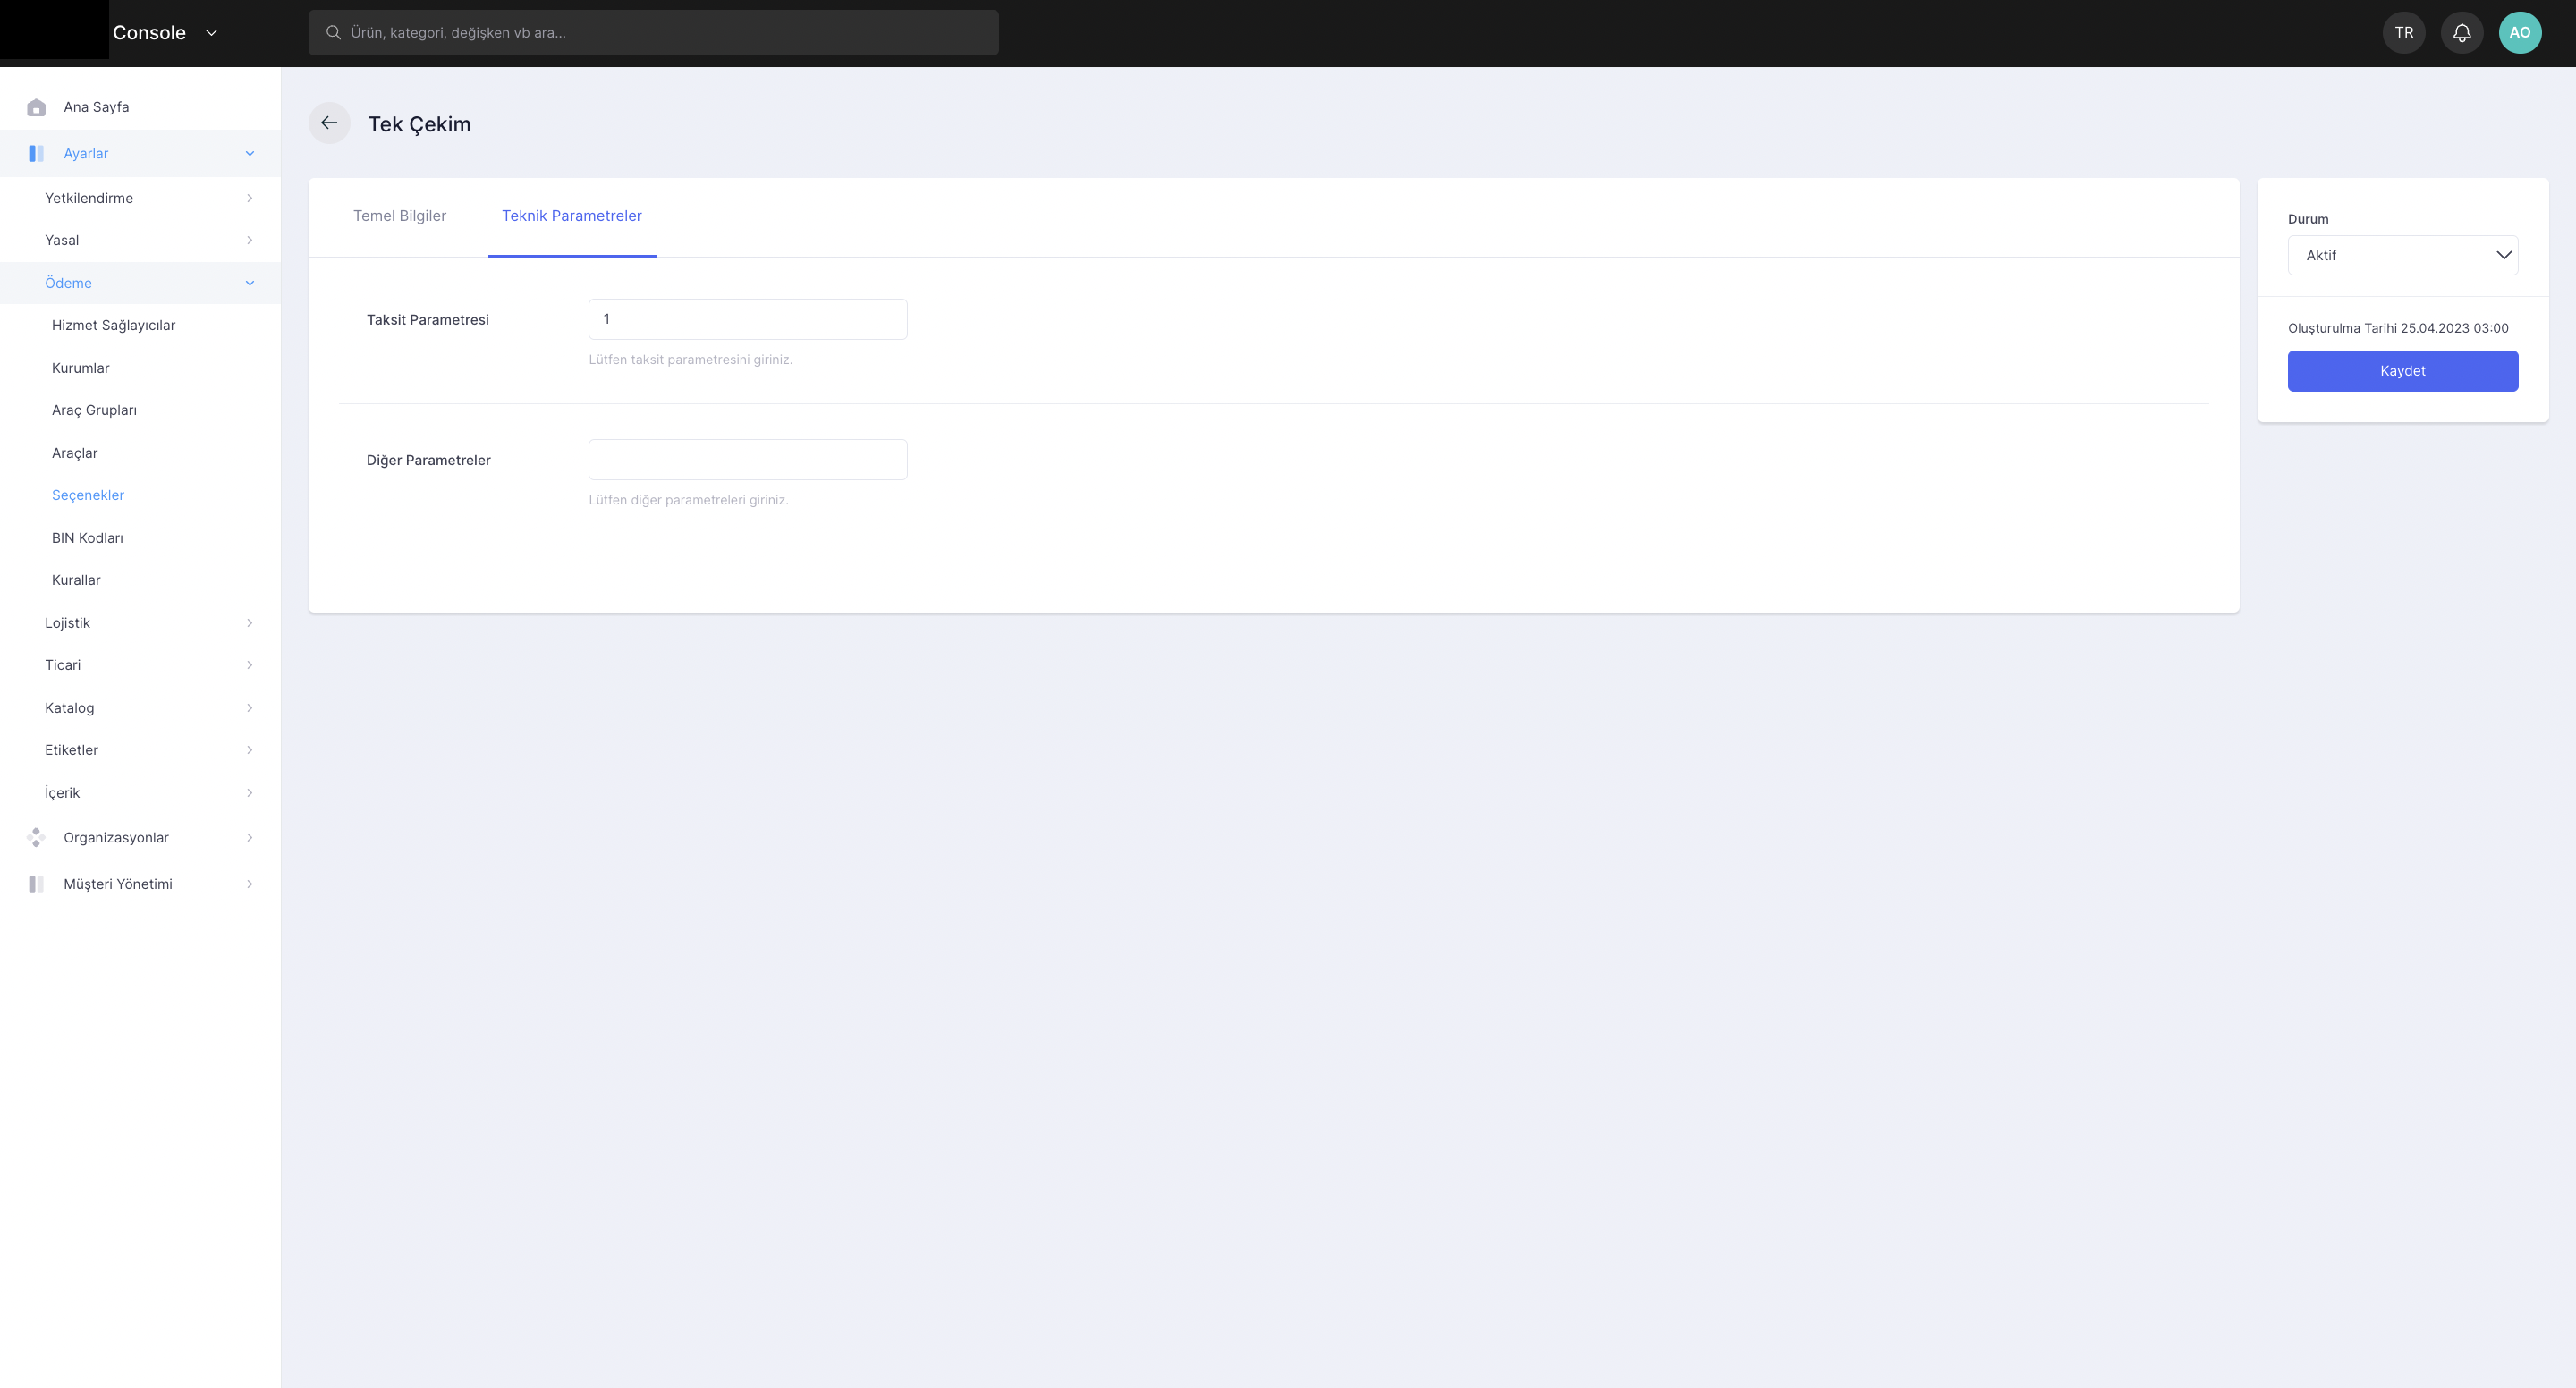 Console
Ürün, kategori, değişken vb ara...
TR
AO
Ana Sayfa
Ayarlar
Yetkilendirme
Yasal
Ödeme
Hizmet Sağlayıcılar
Kurumlar
Araç Grupları
Araçlar
Seçenekler
BIN Kodları
Kurallar
Lojistik
Ticari
Katalog
Etiketler
İçerik
Organizasyonlar
Müşteri Yönetimi
Tek Çekim
Temel Bilgiler
Teknik Parametreler
Taksit Parametresi
1
Lütfen taksit parametresini giriniz.
Diğer Parametreler
Lütfen diğer parametreleri giriniz.
Durum
Aktif
Oluşturulma Tarihi 25.04.2023 03:00
Kaydet